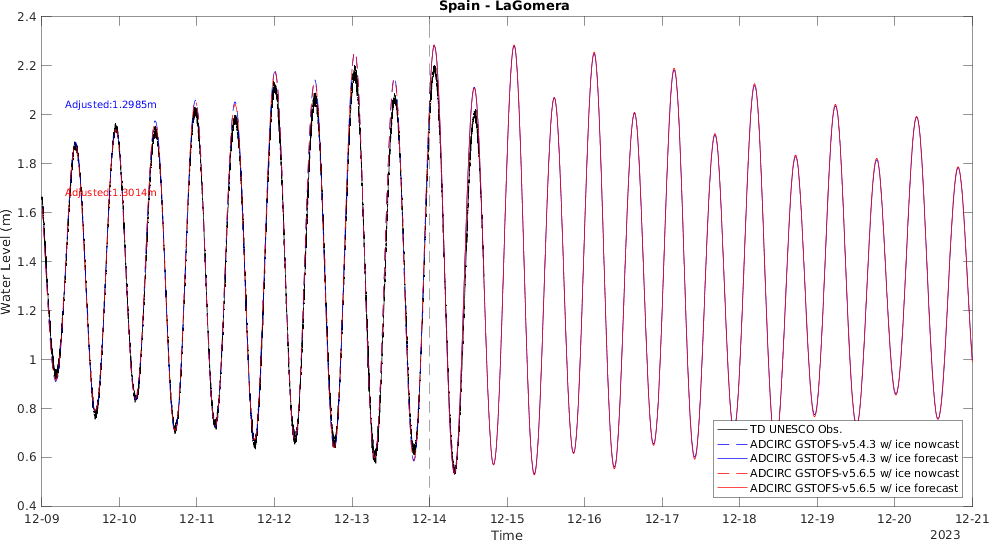 Spain - LaGomera
2.4
2.2
2
1.8
1.6
1.4
1.2
1
0.8
0.6
0.4
Water Level (m)
Adjusted:1.2985m
Adjusted:1.3014m
TD UNESCO Obs.
ADCIRC GSTOFS-v5.4.3 w/ ice nowcast
ADCIRC GSTOFS-v5.4.3 w/ ice forecast
ADCIRC GSTOFS-v5.6.5 w/ ice nowcast
ADCIRC GSTOFS-v5.6.5 w/ ice forecast
12-09 12-10 12-11 12-12 12-13 12-14 12-15 12-16 12-17 12-18 12-19 12-20 12-21
Time
2023